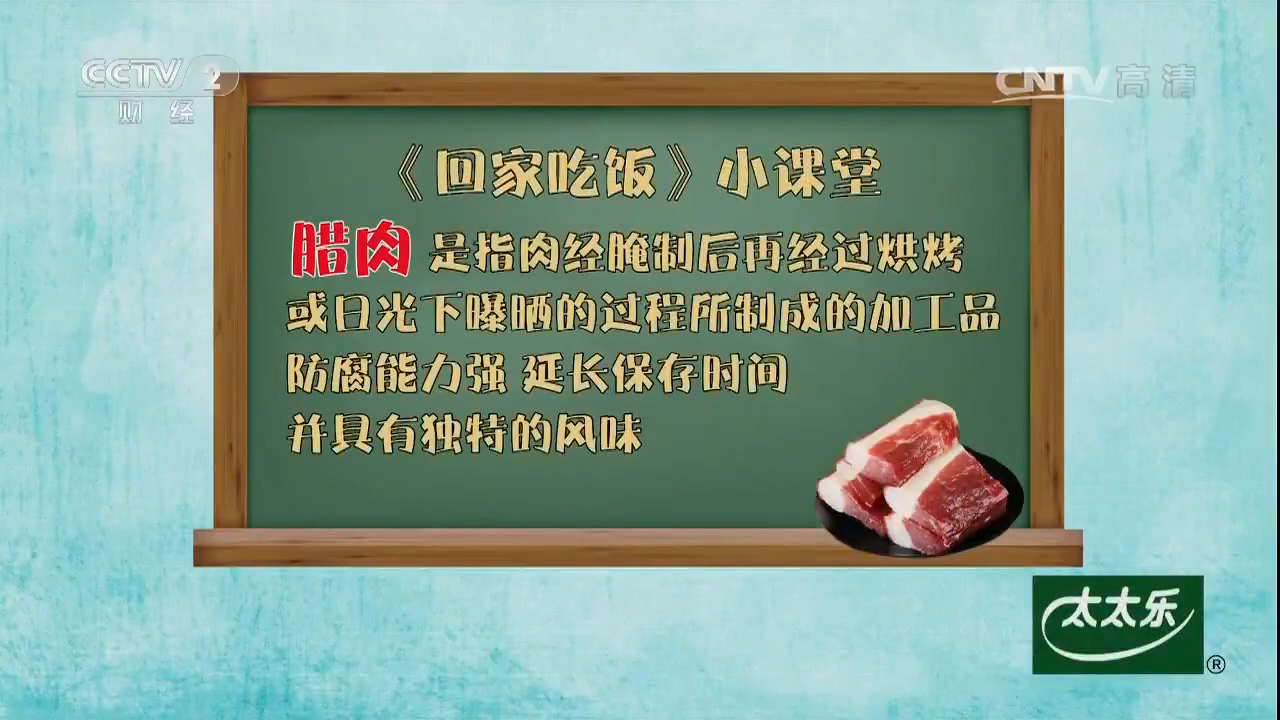 CCTV 2
财经
CNTV高清
《回家吃饭》小课堂
腊肉 是指肉经腌制后再经过烘烤
或日光下曝晒的过程所制成的加工品
防腐能力强 延长保存时间
并具有独特的风味
太太乐
®